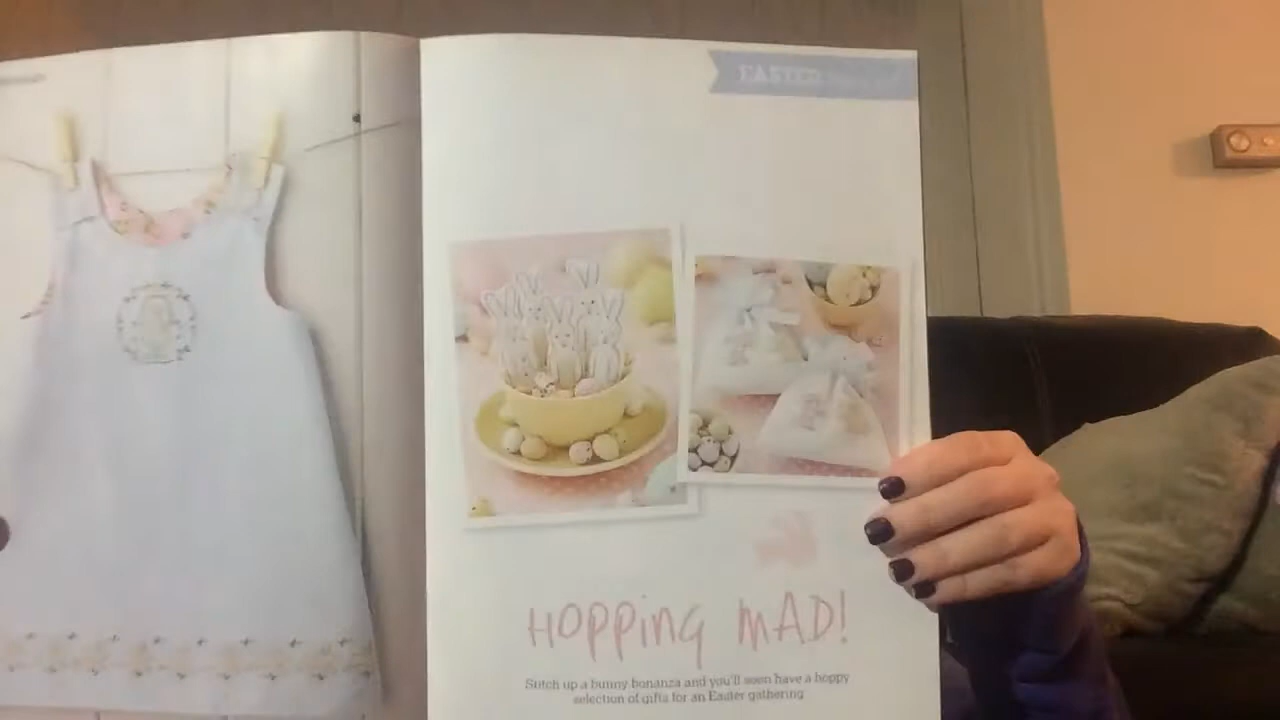 EASTER
HOPPING MAD!
Stitch up a bunny bonanza and you'll soon have a hoppy
selection of gifts for an Easter gathering